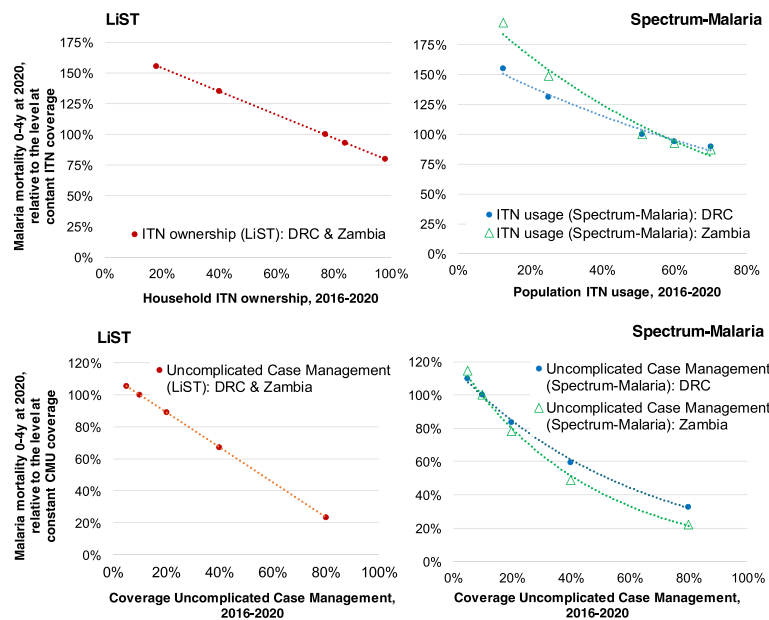 LiST
Malaria mortality 0-4y at 2020,
relative to the level at
contant ITN coverage
175%
150%
125%
100%
75%
50%
25%
0%
ITN ownership (LiST): DRC & Zambia
0%
20%
40%
60%
80%
100%
Household ITN ownership, 2016-2020
Spectrum-Malaria
175%
150%
125%
100%
75%
50%
25%
0%
ITN usage (Spectrum-Malaria): DRC
ITN usage (Spectrum-Malaria): Zambia
0%
20%
40%
60%
80%
Population ITN usage, 2016-2020
LiST
Malaria mortality 0-4y at 2020,
relative to the level at
constant CMU coverage
120%
100%
80%
60%
40%
20%
0%
Uncomplicated Case Management
(LiST): DRC & Zambia
0%
20%
40%
60%
80%
100%
Coverage Uncomplicated Case Management,
2016-2020
Spectrum-Malaria
120%
100%
80%
60%
40%
20%
0%
Uncomplicated Case Management
(Spectrum-Malaria): DRC
Uncomplicated Case Management
(Spectrum-Malaria): Zambia
0%
20%
40%
60%
80%
100%
Coverage Uncomplicated Case Management,
2016-2020